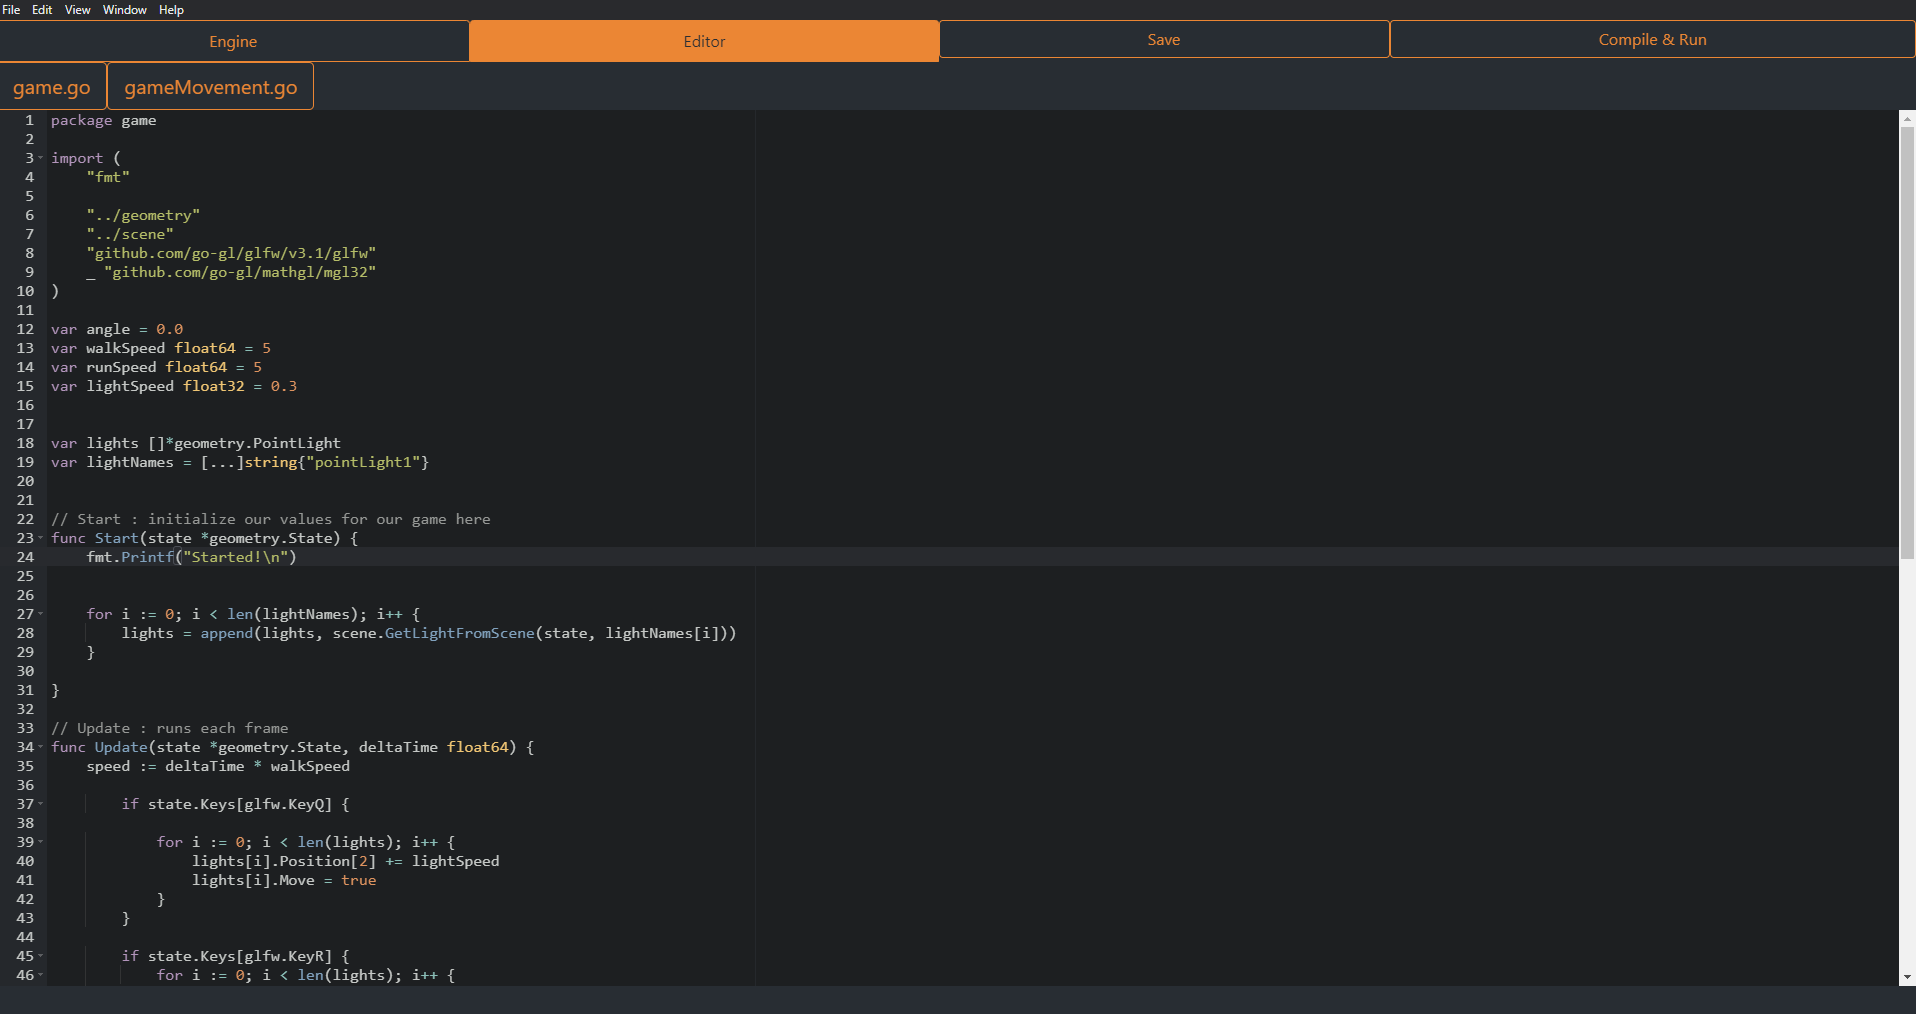 File Edit View Window Help
Engine Editor Save Compile & Run
game.go gameMovement.go
1 package game
2
3 import (
4     "fmt"
5
6     "../geometry"
7     "../scene"
8     "github.com/go-gl/glfw/v3.1/glfw"
9     _ "github.com/go-gl/mathgl/mgl32"
10 )
11
12 var angle = 0.0
13 var walkSpeed float64 = 5
14 var runSpeed float64 = 5
15 var lightSpeed float32 = 0.3
16
17
18 var lights []*geometry.PointLight
19 var lightNames = [...]string{"pointLight1"}
20
21
22 // Start : initialize our values for our game here
23 func Start(state *geometry.State) {
24     fmt.Printf("Started!\n")
25
26
27     for i := 0; i < len(lightNames); i++ {
28         lights = append(lights, scene.GetLightFromScene(state, lightNames[i]))
29     }
30
31 }
32
33 // Update : runs each frame
34 func Update(state *geometry.State, deltaTime float64) {
35     speed := deltaTime * walkSpeed
36
37         if state.Keys[glfw.KeyQ] {
38
39             for i := 0; i < len(lights); i++ {
40                 lights[i].Position[2] += lightSpeed
41                 lights[i].Move = true
42             }
43         }
44
45         if state.Keys[glfw.KeyR] {
46             for i := 0; i < len(lights); i++ {